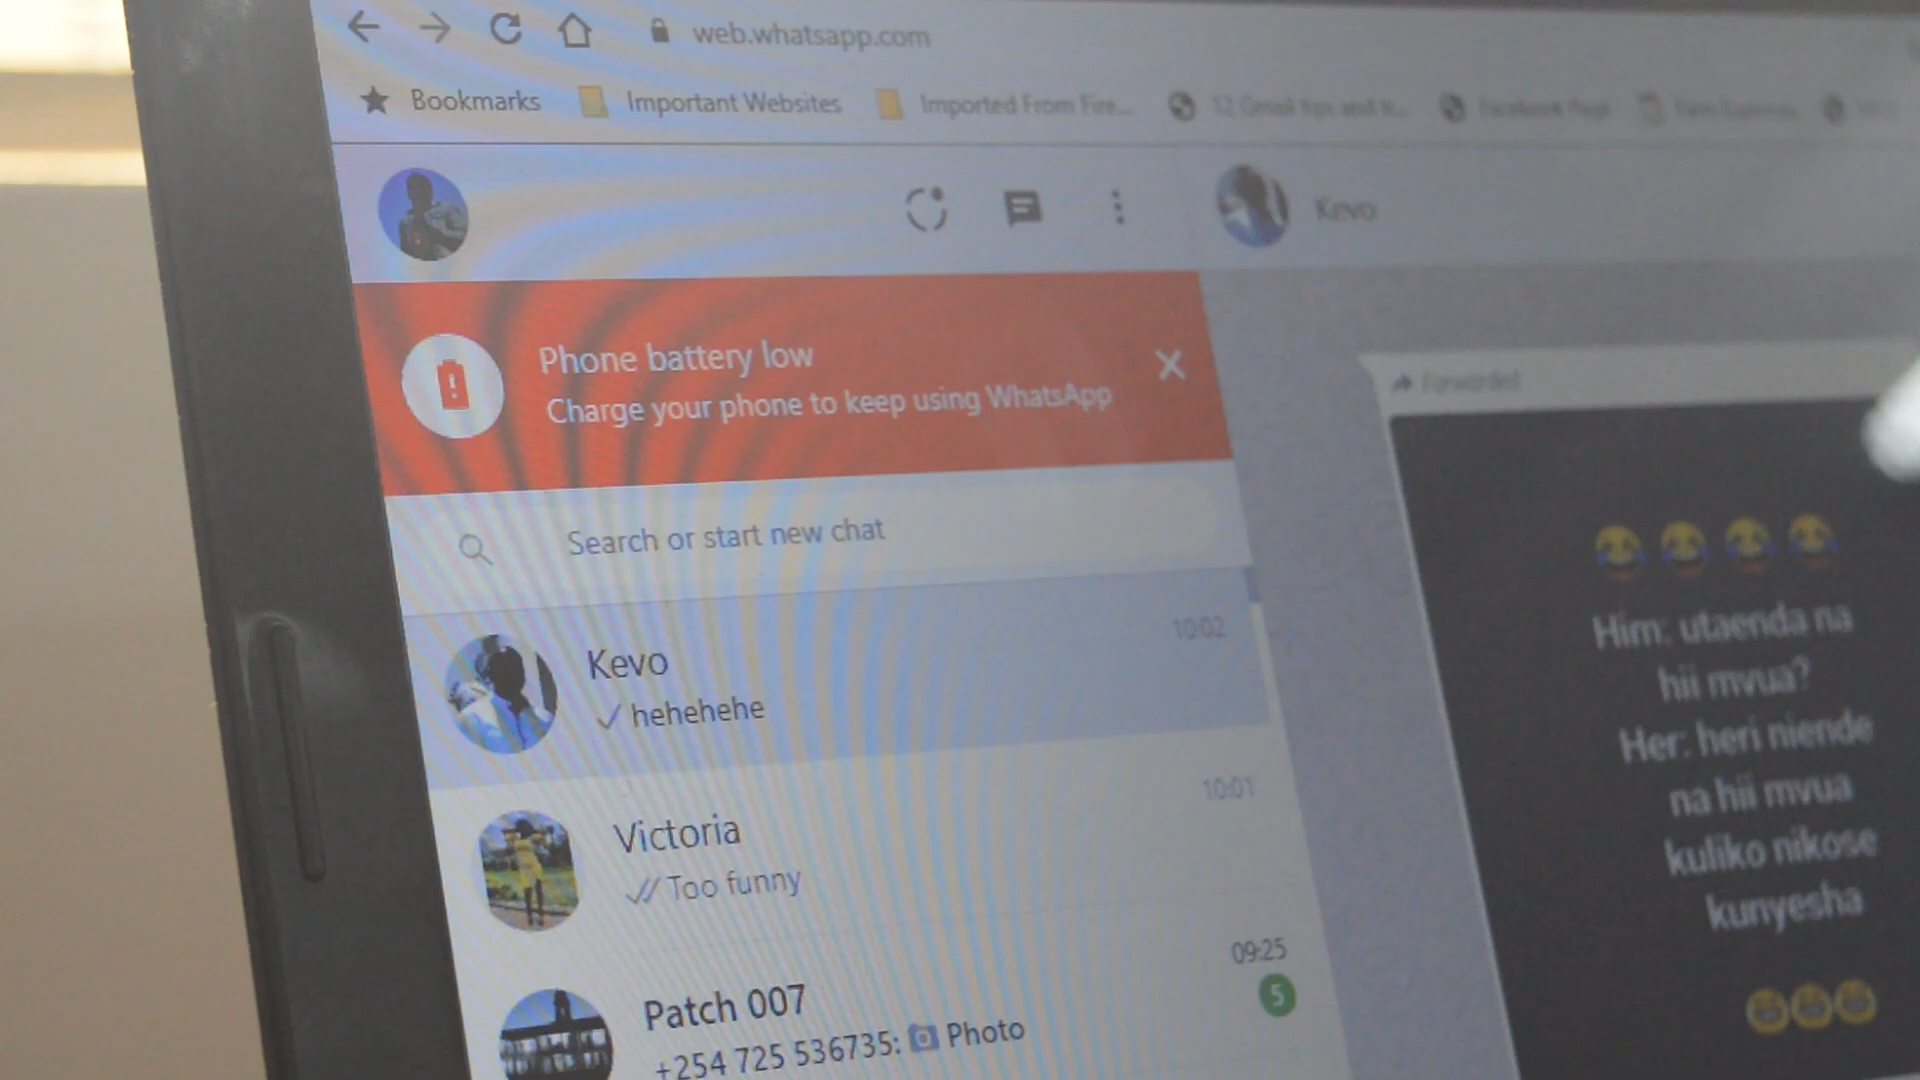 web.whatsapp.com
Bookmarks
Important Websites
Imported From Fire...
12 Gmail tips and
Facebook Page
Kevo
Phone battery low
Charge your phone to keep using WhatsApp
Search or start new chat
Kevo
10:02
hehehehe
Victoria
10:01
Too funny
Patch 007
09:25
+254 725 536735: Photo
5
Forwarded
😂 😂 😂 😂
Him: utaenda na
hii mvua?
Her: heri niende
na hii mvua
kuliko nikose
kunyesha